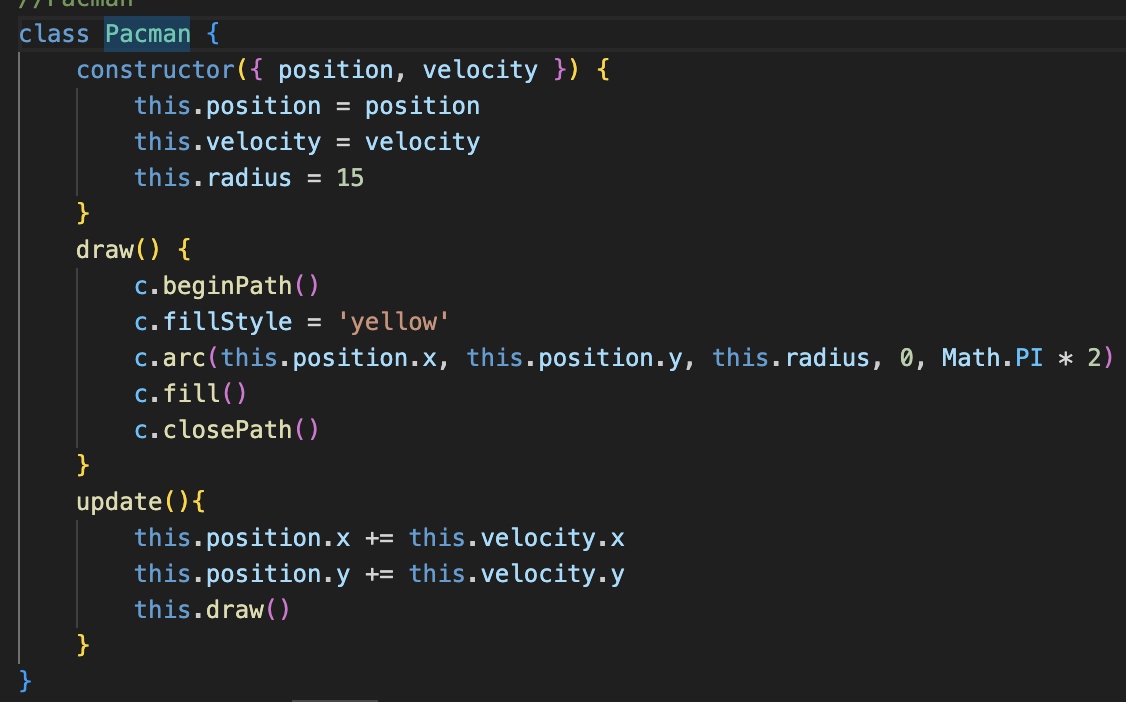 //Pacman
class Pacman {
    constructor({ position, velocity }) {
        this.position = position
        this.velocity = velocity
        this.radius = 15
    }
    draw() {
        c.beginPath()
        c.fillStyle = 'yellow'
        c.arc(this.position.x, this.position.y, this.radius, 0, Math.PI * 2)
        c.fill()
        c.closePath()
    }
    update(){
        this.position.x += this.velocity.x
        this.position.y += this.velocity.y
        this.draw()
    }
}